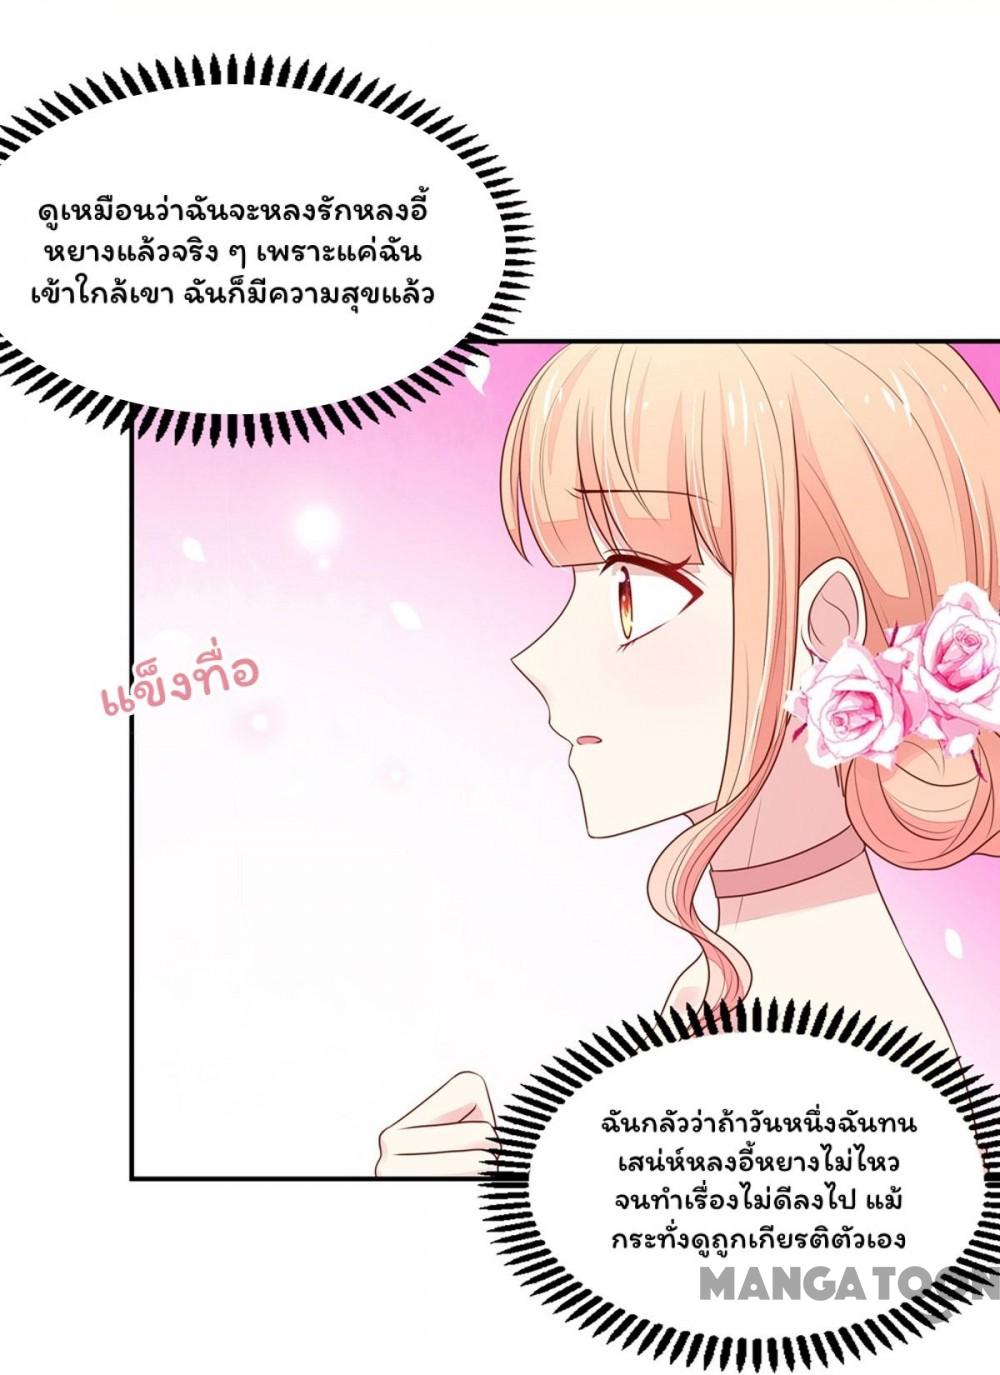 ดูเหมือนว่าฉันจะหลงรักหลงอี้
หยางแล้วจริง ๆ เพราะแค่ฉัน
เข้าใกล้เขา ฉันก็มีความสุขแล้ว
แข็งทื่อ
ฉันกลัวว่าถ้าวันหนึ่งฉันทน
เสน่ห์หลงอี้หยางไม่ไหว
จนทำเรื่องไม่ดีลงไป แม้
กระทั่งดูถูกเกียรติตัวเอง
MANGATOON